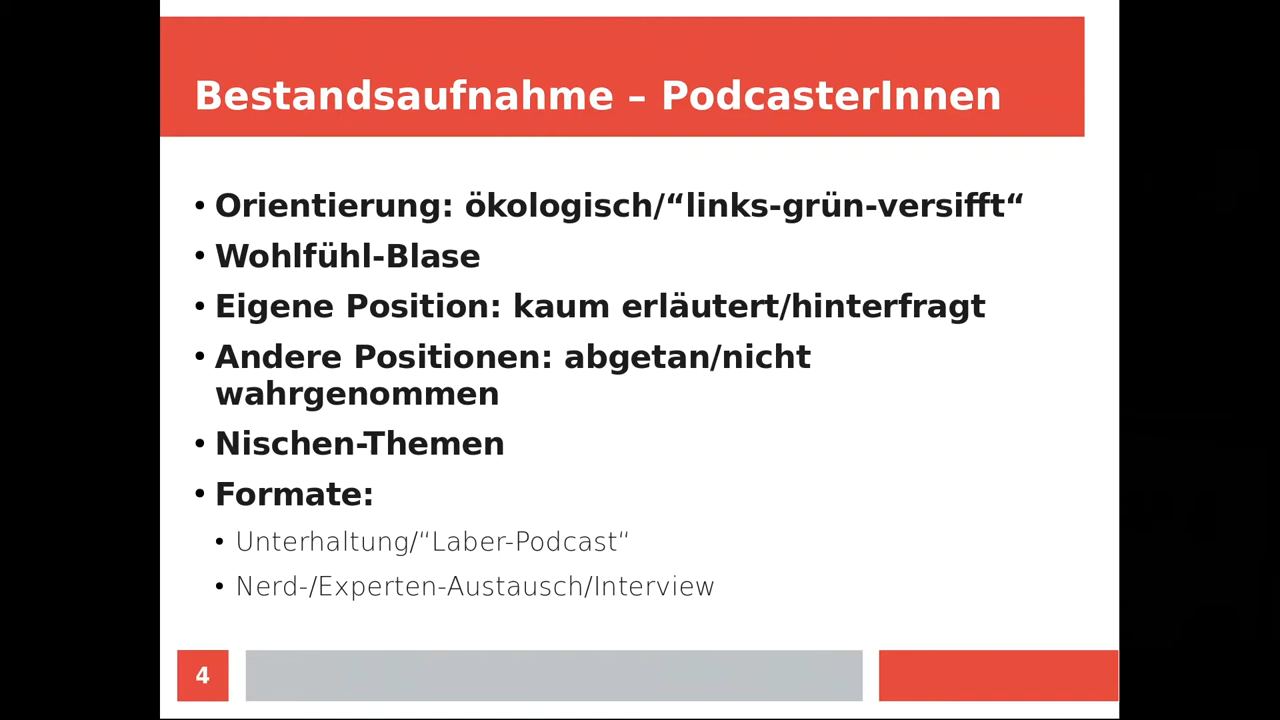 Bestandsaufnahme – PodcasterInnen
• Orientierung: ökologisch/“links-grün-versifft“
• Wohlfühl-Blase
• Eigene Position: kaum erläutert/hinterfragt
• Andere Positionen: abgetan/nicht
wahrgenommen
• Nischen-Themen
• Formate:
• Unterhaltung/“Laber-Podcast“
• Nerd-/Experten-Austausch/Interview
4